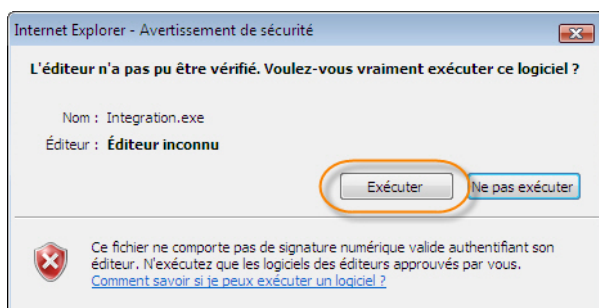 Internet Explorer - Avertissement de sécurité
L'éditeur n'a pas pu être vérifié. Voulez-vous vraiment exécuter ce logiciel ?
Nom : Integration.exe
Éditeur : Éditeur inconnu
Exécuter Ne pas exécuter
Ce fichier ne comporte pas de signature numérique valide authentifiant son
éditeur. N'exécutez que les logiciels des éditeurs approuvés par vous.
Comment savoir si je peux exécuter un logiciel ?